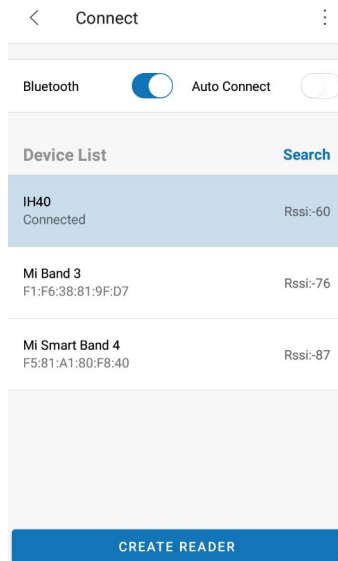 Connect
Bluetooth Auto Connect
Device List Search
IH40
Connected Rssi:-60
Mi Band 3
F1:F6:38:81:9F:D7 Rssi:-76
Mi Smart Band 4
F5:81:A1:80:F8:40 Rssi:-87
CREATE READER